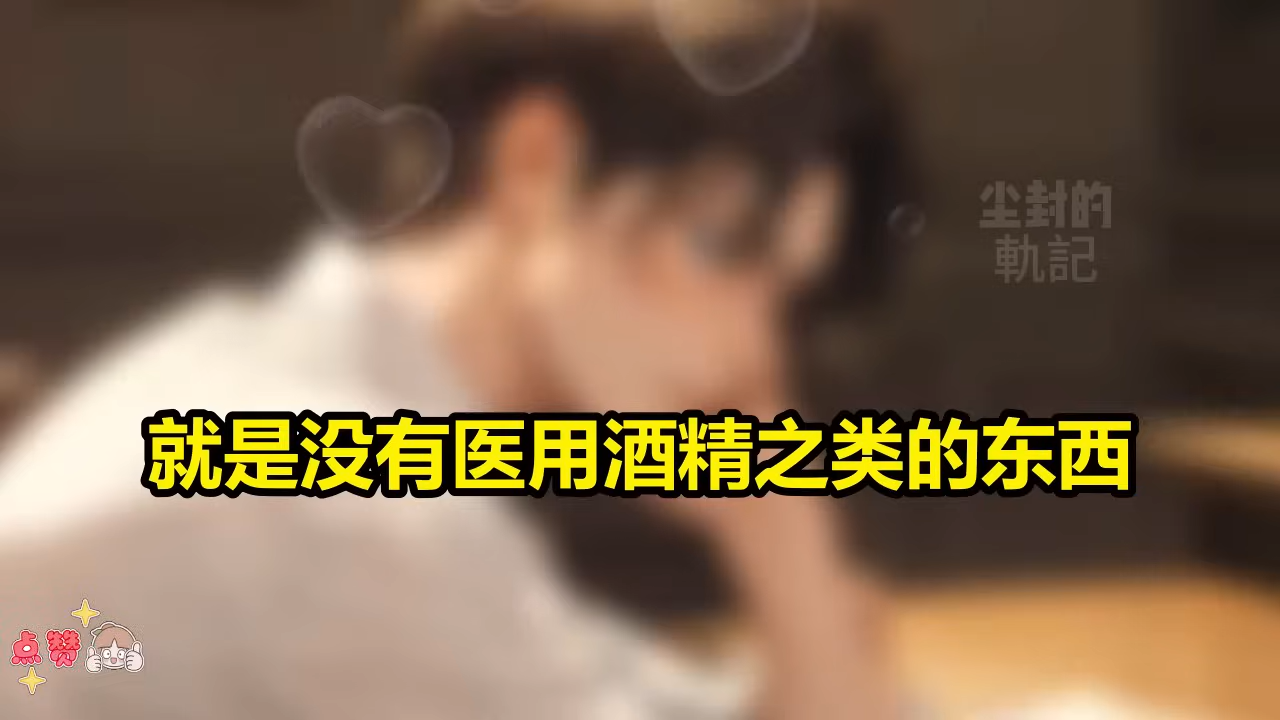 尘封的
軌記
就是没有医用酒精之类的东西
点赞